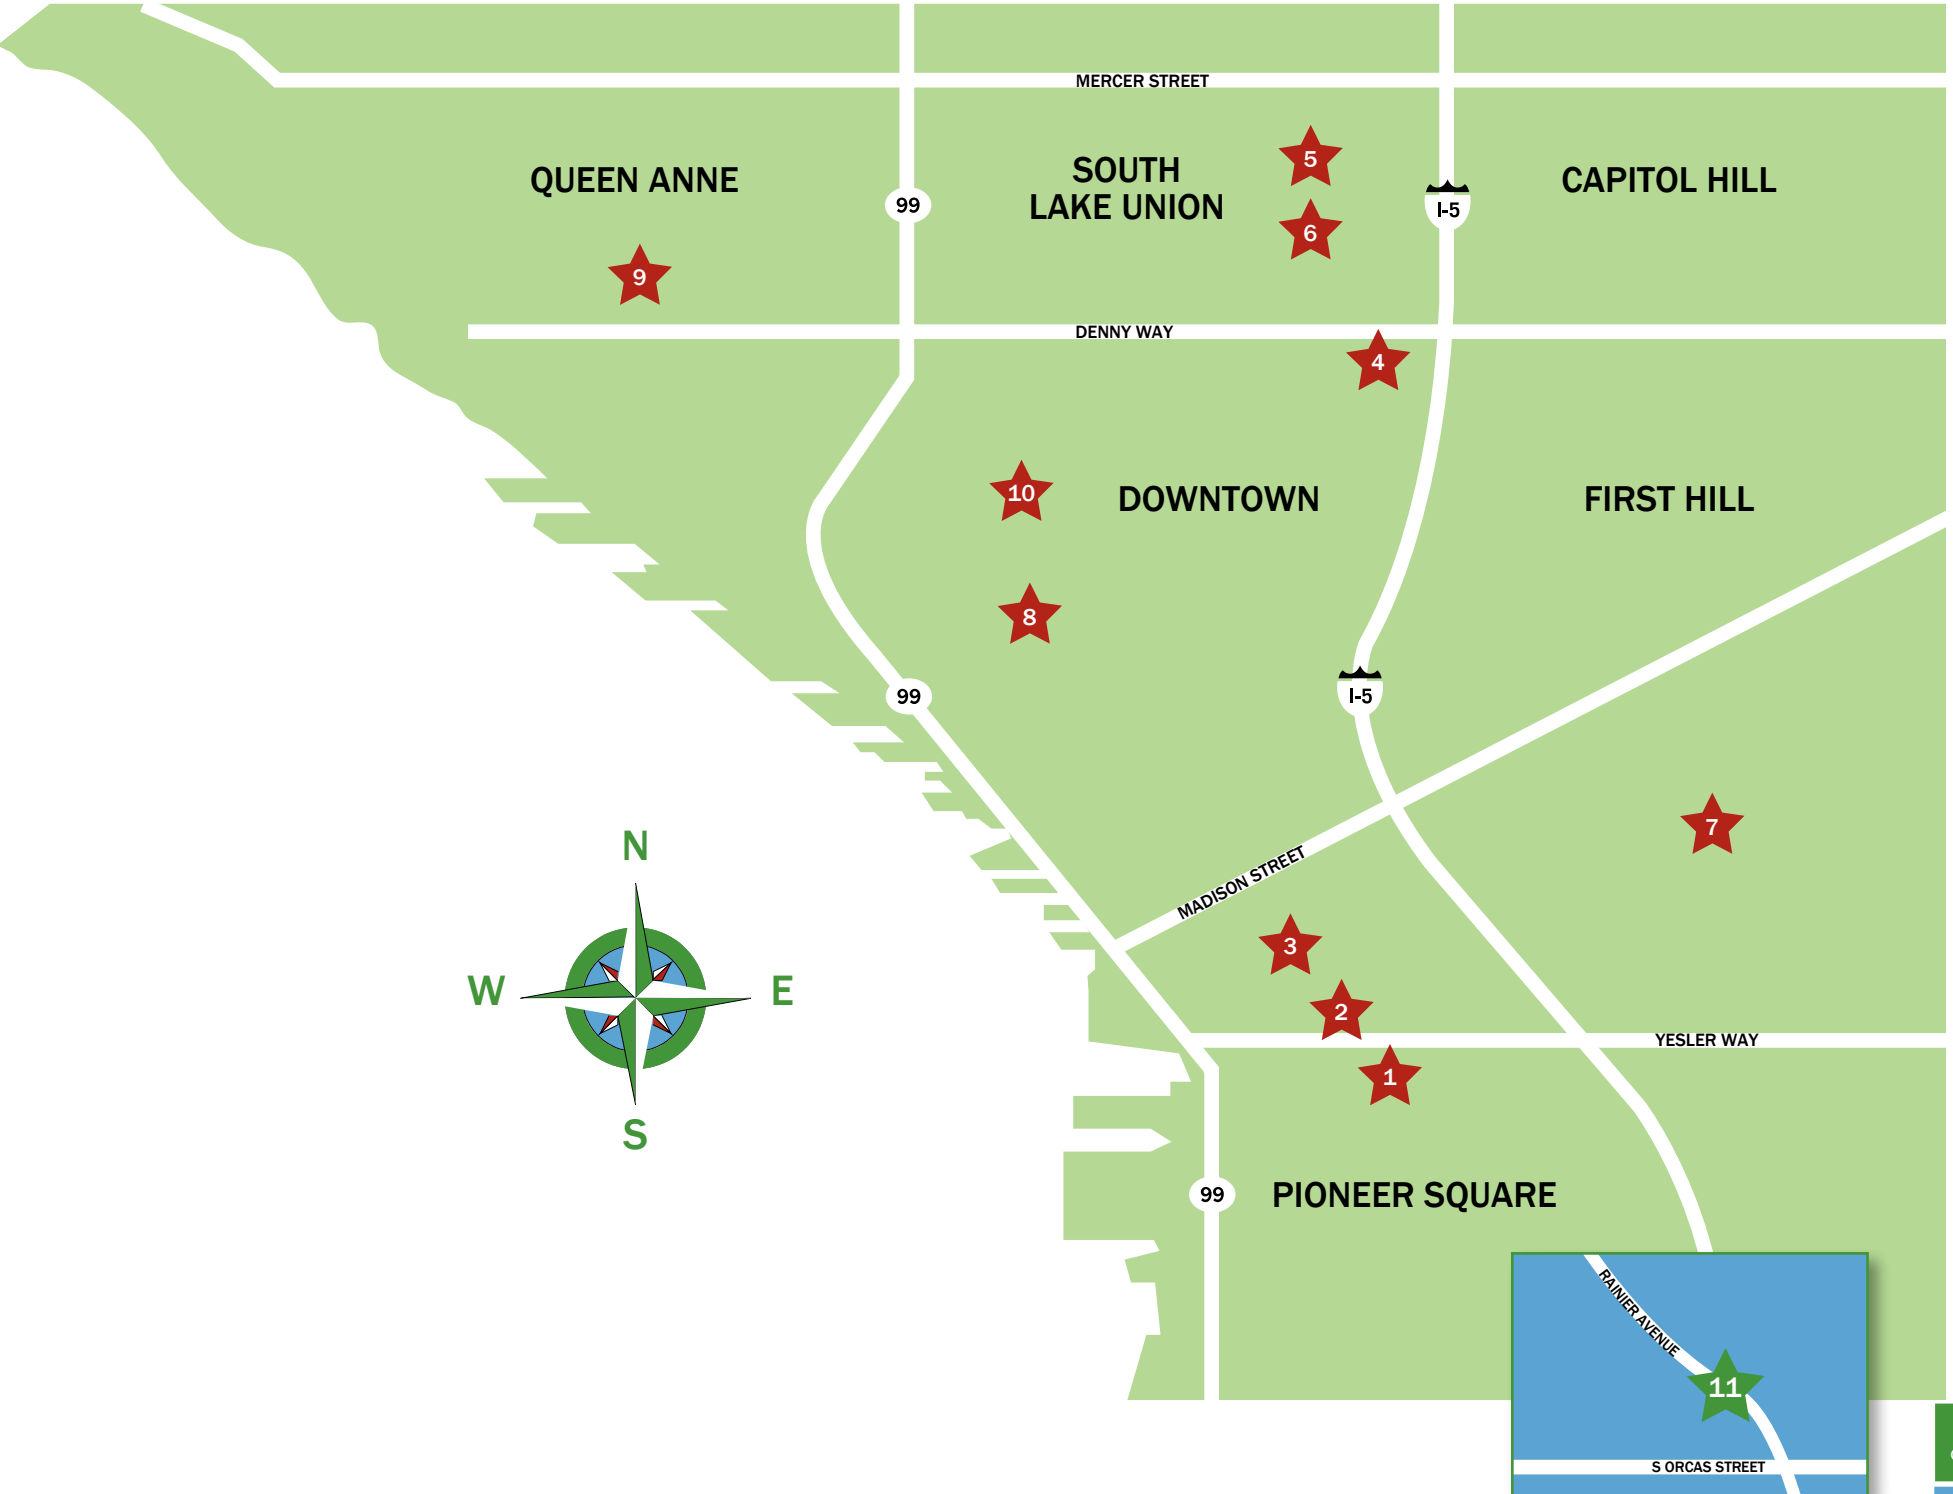 MERCER STREET
5
SOUTH
LAKE UNION
QUEEN ANNE
CAPITOL HILL
99
I-5
6
9
DENNY WAY
4
10
DOWNTOWN
FIRST HILL
8
99
I-5
7
N
MADISON STREET
3
W
E
2
YESLER WAY
1
S
99
PIONEER SQUARE
RAINIER AVENUE
11
S ORCAS STREET